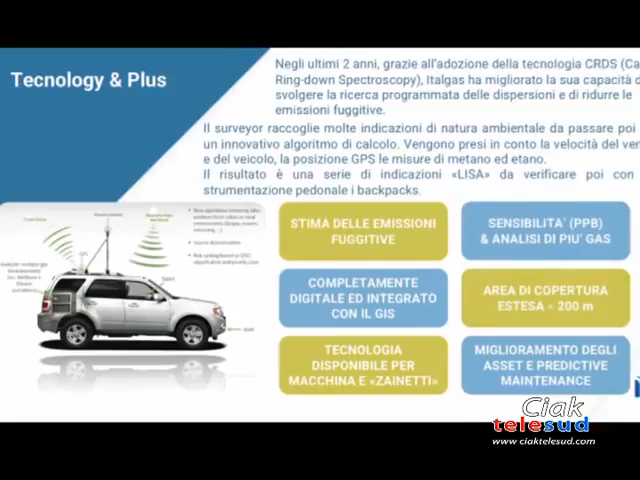 Tecnology & Plus
Negli ultimi 2 anni, grazie all'adozione della tecnologia CRDS (Ca
Ring-down Spectroscopy), Italgas ha migliorato la sua capacità d
svolgere la ricerca programmata delle dispersioni e di ridurre le
emissioni fuggitive.
Il surveyor raccoglie molte indicazioni di natura ambientale da passare poi
un innovativo algoritmo di calcolo. Vengono presi in conto la velocità del ven
e del veicolo, la posizione GPS le misure di metano ed etano.
Il risultato è una serie di indicazioni «LISA» da verificare poi con
strumentazione pedonali i backpacks.
STIMA DELLE EMISSIONI
FUGGITIVE
SENSIBILITA' (PPB)
& ANALISI DI PIU' GAS
COMPLETAMENTE
DIGITALE ED INTEGRATO
CON IL GIS
AREA DI COPERTURA
ESTESA ≈ 200 m
TECNOLOGIA
DISPONIBILE PER
MACCHINA E «ZAINETTI»
MIGLIORAMENTO DEGLI
ASSET E PREDICTIVE
MAINTENANCE
Ciak
telesud
www.ciaktelesud.com